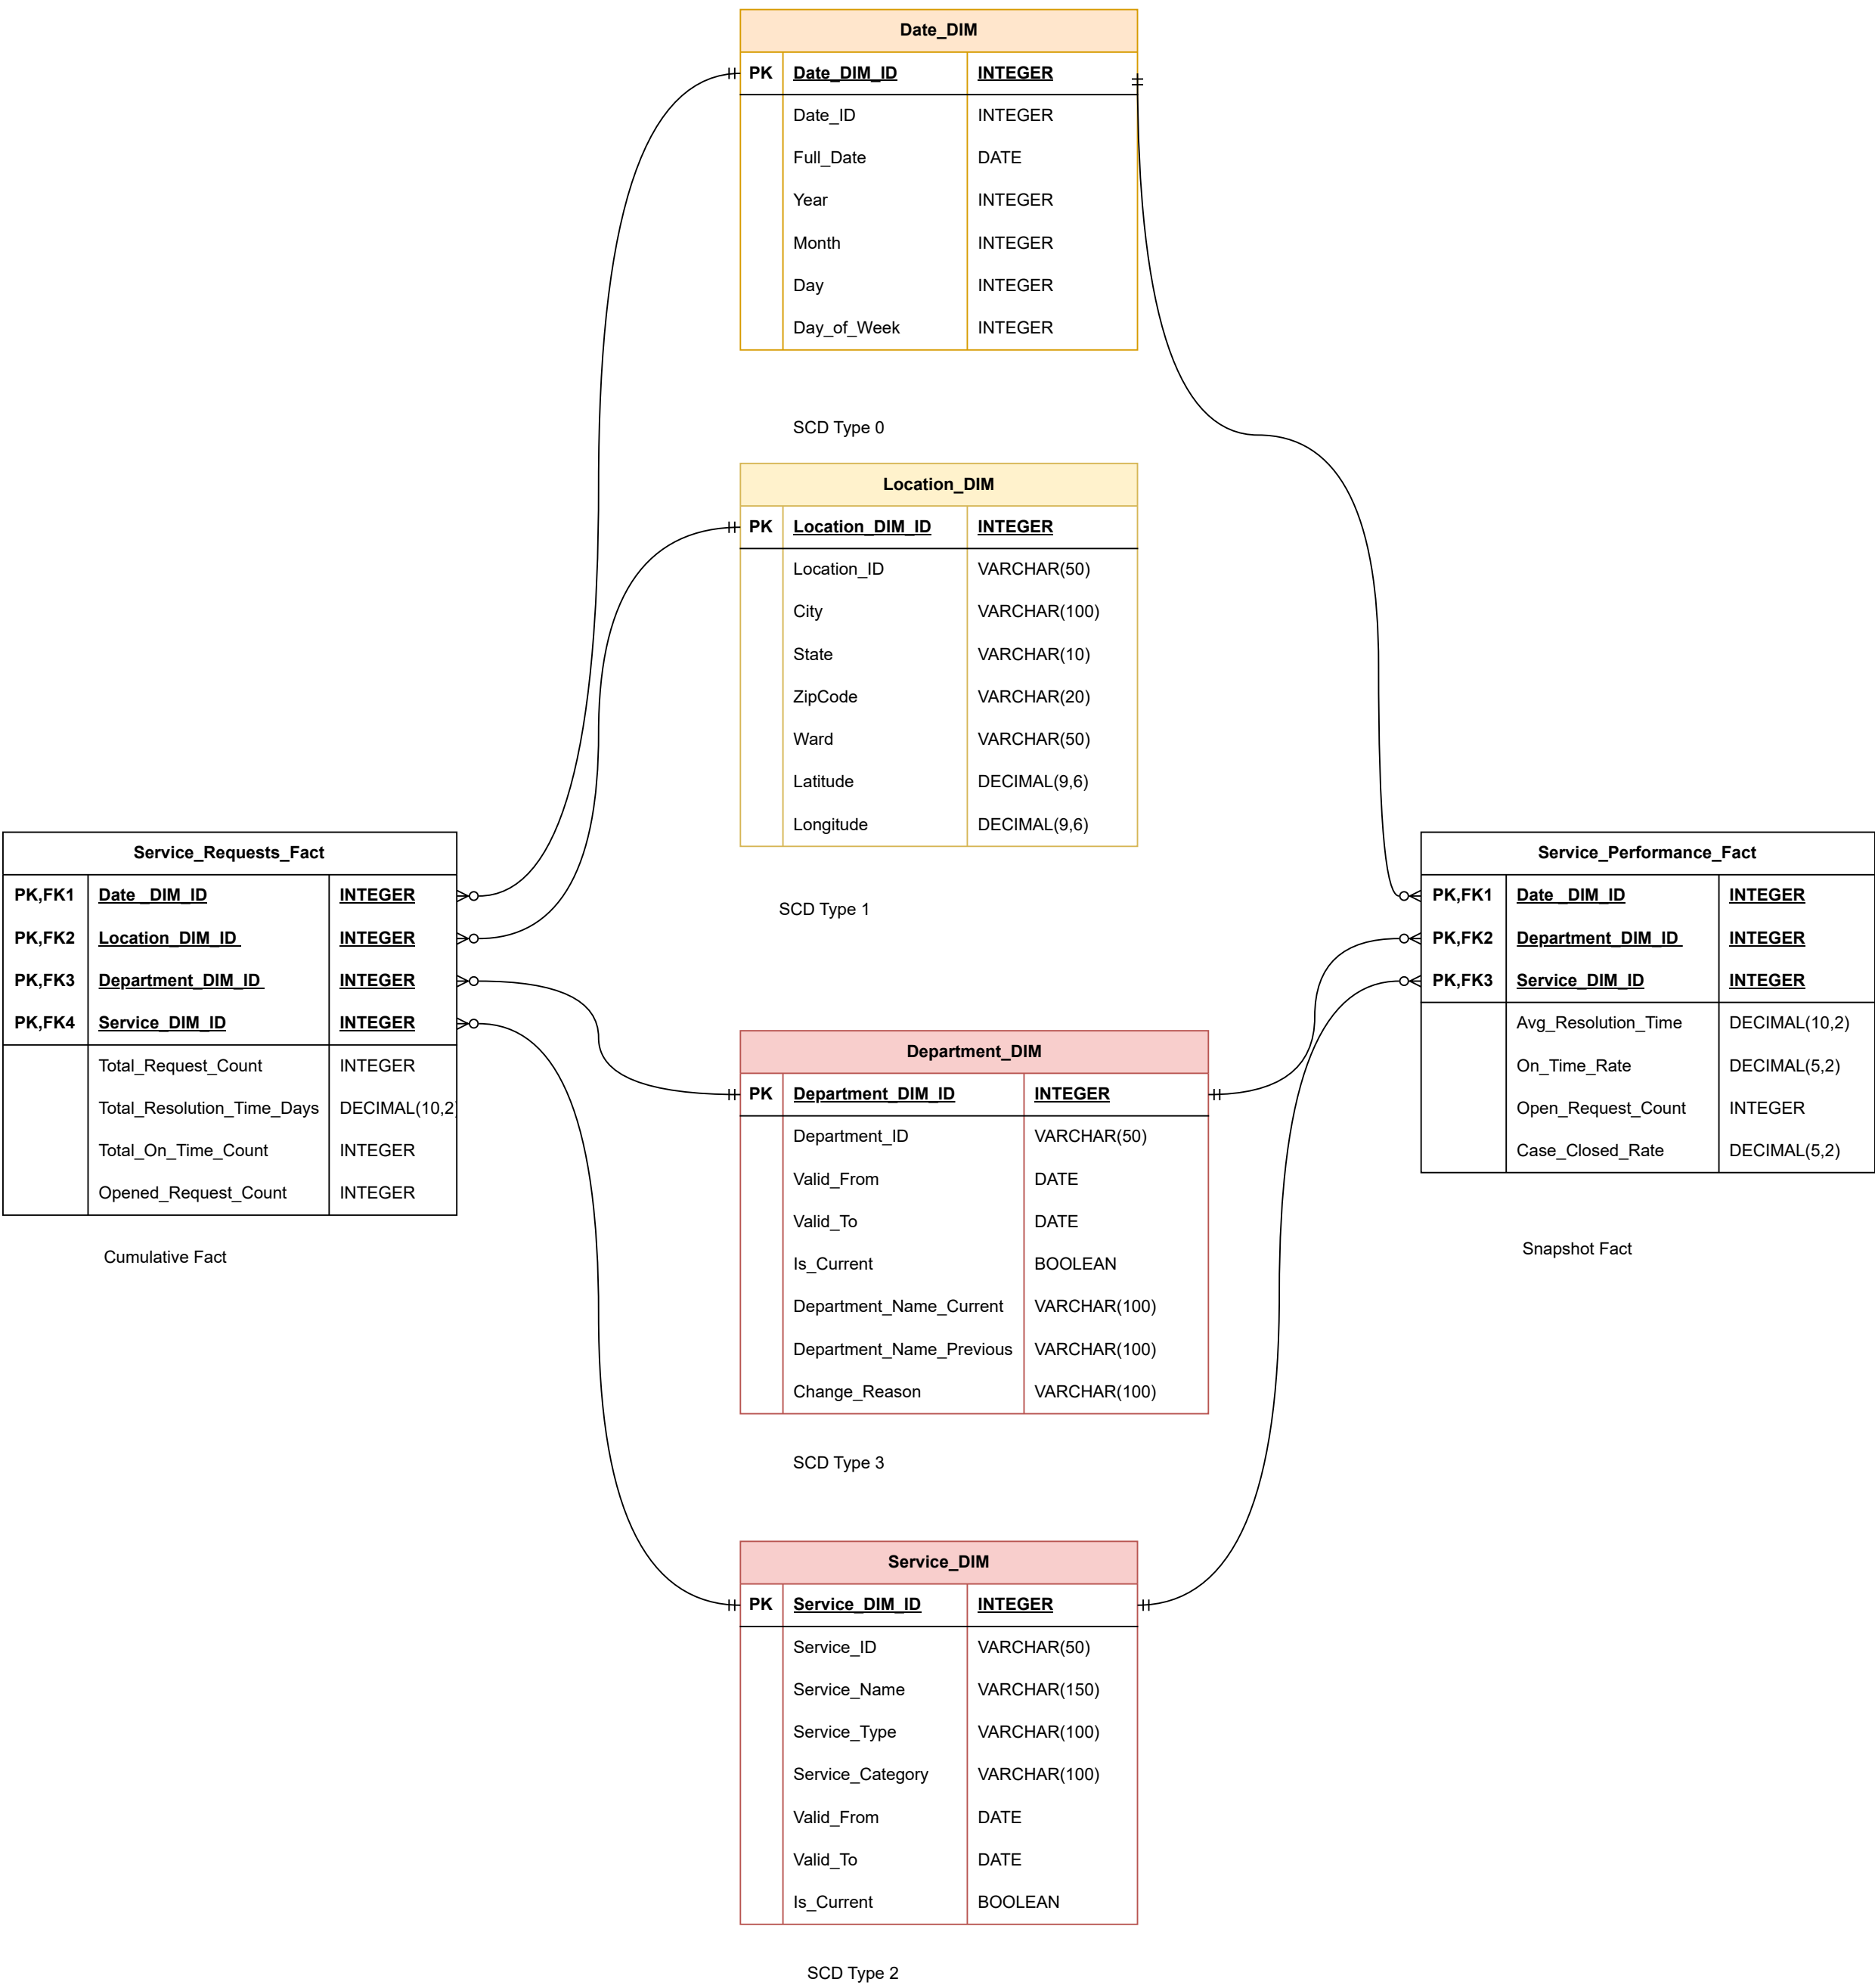 Date_DIM
PK Date_DIM_ID INTEGER
Date_ID INTEGER
Full_Date DATE
Year INTEGER
Month INTEGER
Day INTEGER
Day_of_Week INTEGER
SCD Type 0
Location_DIM
PK Location_DIM_ID INTEGER
Location_ID VARCHAR(50)
City VARCHAR(100)
State VARCHAR(10)
ZipCode VARCHAR(20)
Ward VARCHAR(50)
Latitude DECIMAL(9,6)
Longitude DECIMAL(9,6)
SCD Type 1
Service_Requests_Fact
PK,FK1 Date _DIM_ID INTEGER
PK,FK2 Location_DIM_ID INTEGER
PK,FK3 Department_DIM_ID INTEGER
PK,FK4 Service_DIM_ID INTEGER
Total_Request_Count INTEGER
Total_Resolution_Time_Days DECIMAL(10,2)
Total_On_Time_Count INTEGER
Opened_Request_Count INTEGER
Cumulative Fact
Service_Performance_Fact
PK,FK1 Date _DIM_ID INTEGER
PK,FK2 Department_DIM_ID INTEGER
PK,FK3 Service_DIM_ID INTEGER
Avg_Resolution_Time DECIMAL(10,2)
On_Time_Rate DECIMAL(5,2)
Open_Request_Count INTEGER
Case_Closed_Rate DECIMAL(5,2)
Snapshot Fact
Department_DIM
PK Department_DIM_ID INTEGER
Department_ID VARCHAR(50)
Valid_From DATE
Valid_To DATE
Is_Current BOOLEAN
Department_Name_Current VARCHAR(100)
Department_Name_Previous VARCHAR(100)
Change_Reason VARCHAR(100)
SCD Type 3
Service_DIM
PK Service_DIM_ID INTEGER
Service_ID VARCHAR(50)
Service_Name VARCHAR(150)
Service_Type VARCHAR(100)
Service_Category VARCHAR(100)
Valid_From DATE
Valid_To DATE
Is_Current BOOLEAN
SCD Type 2